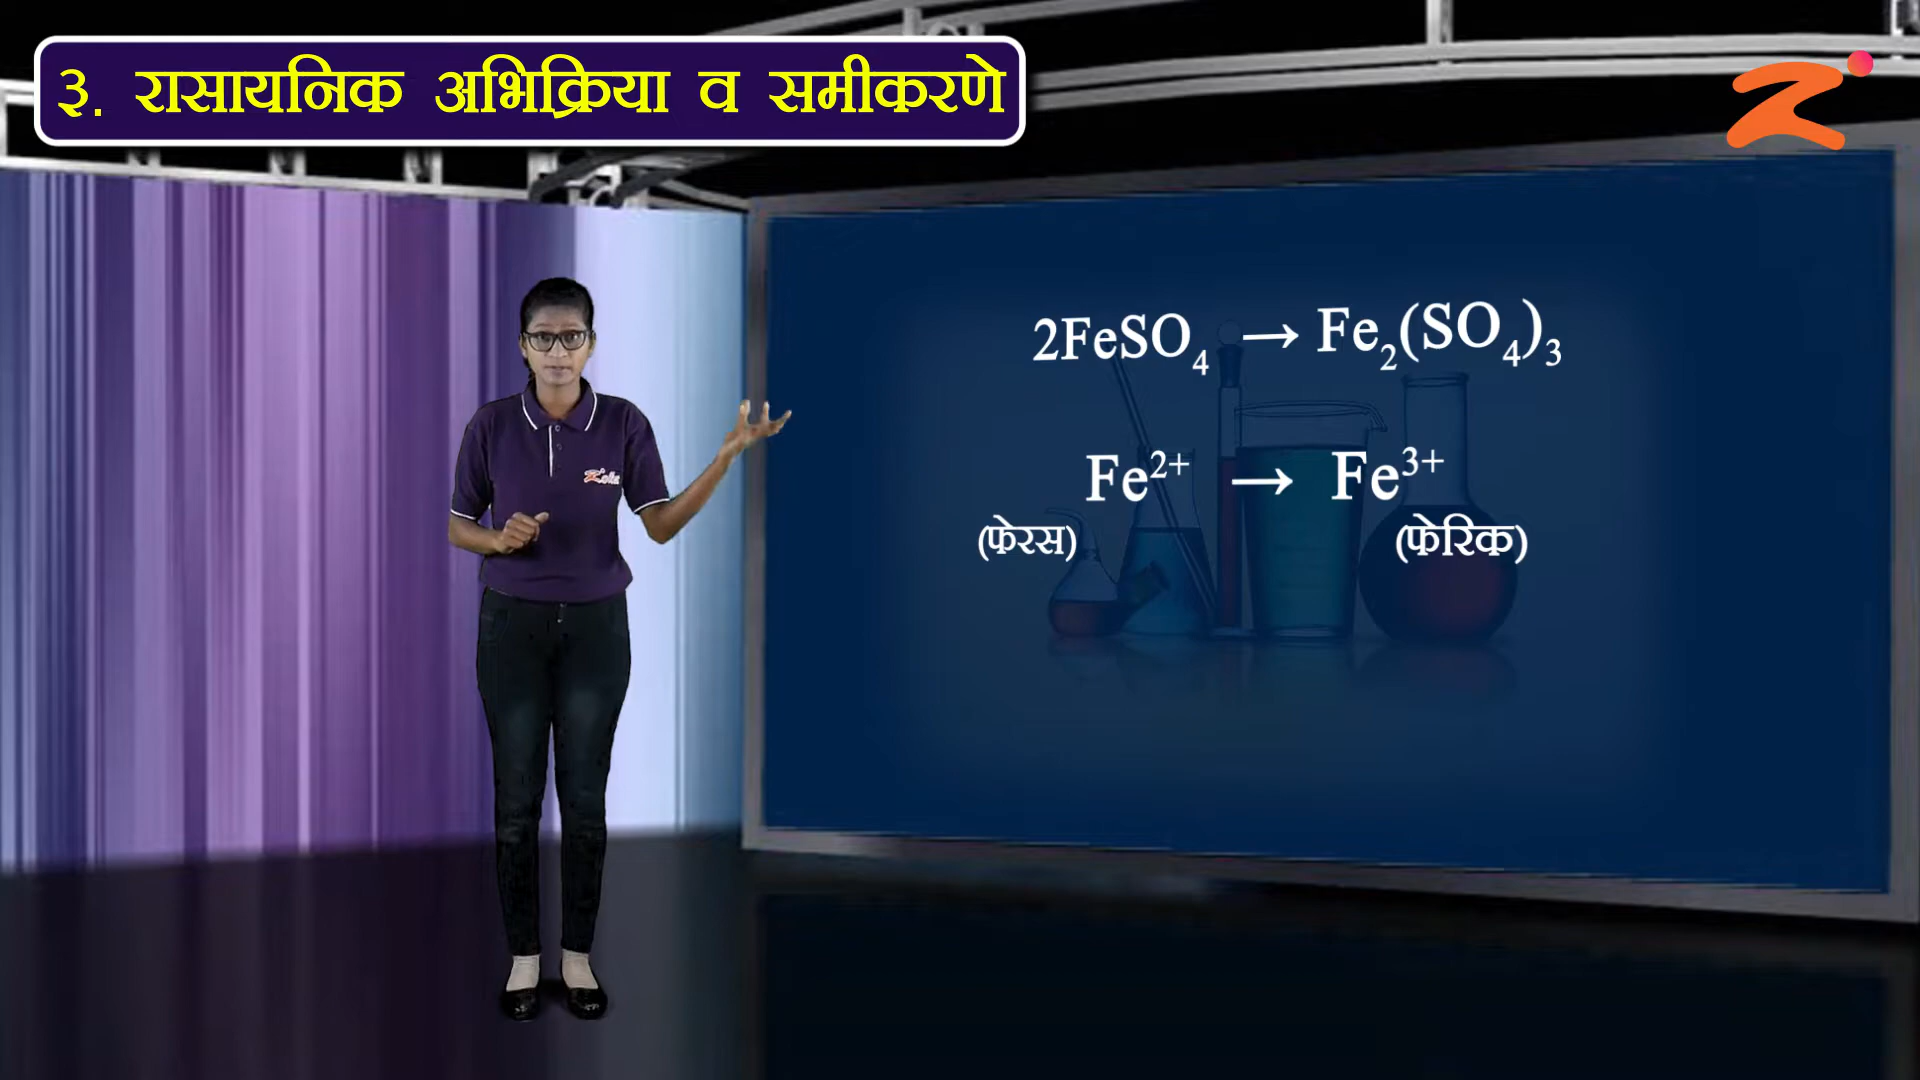 ३. रासायनिक अभिक्रिया व समीकरणे
2FeSO₄ → Fe₂(SO₄)₃
Fe²⁺ → Fe³⁺
(फेरस) (फेरिक)